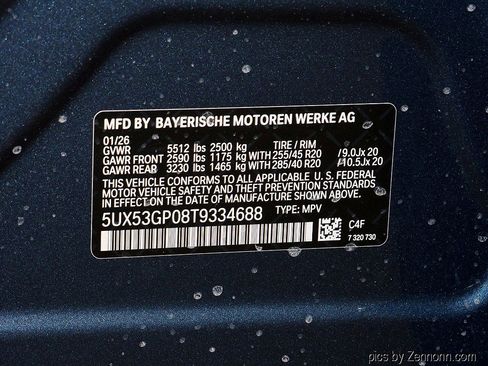 MFD BY BAYERISCHE MOTOREN WERKE AG
01/26
GVWR 5512 lbs 2500 kg TIRE / RIM
GAWR FRONT 2590 lbs 1175 kg WITH 255/45 R20 /9.0Jx 20
GAWR REAR 3230 lbs 1465 kg WITH 285/40 R20 /10.5Jx 20
THIS VEHICLE CONFORMS TO ALL APPLICABLE U.S. FEDERAL
MOTOR VEHICLE SAFETY AND THEFT PREVENTION STANDARDS
IN EFFECT ON THE DATE OF MANUFACTURE SHOWN ABOVE.
5UX53GP08T9334688 TYPE: MPV
C4F
7 320 730
pics by Zennonn.com